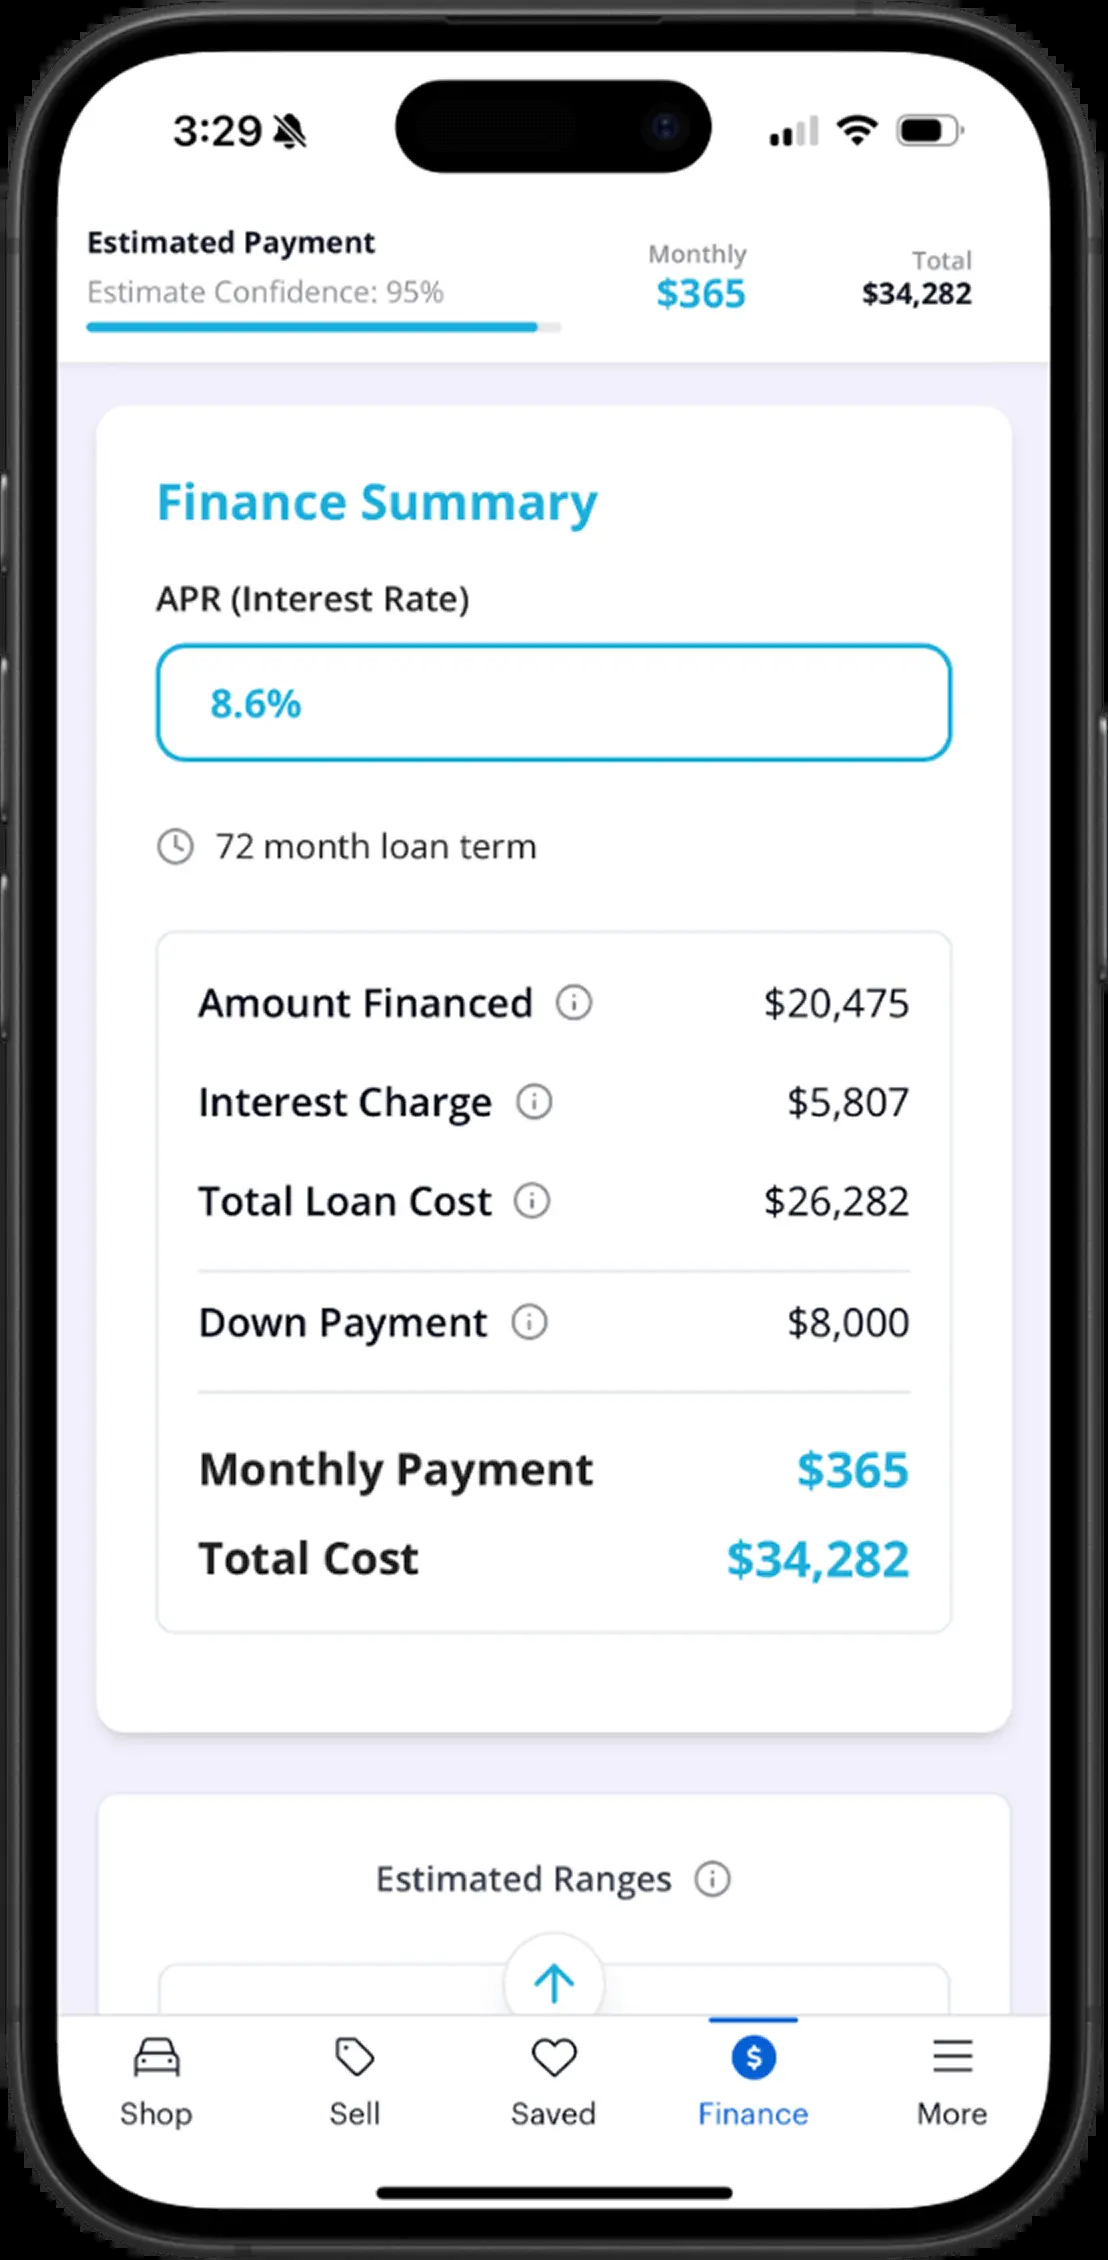 3:29
Estimated Payment
Estimate Confidence: 95%
Monthly
$365
Total
$34,282
Finance Summary
APR (Interest Rate)
8.6%
72 month loan term
Amount Financed $20,475
Interest Charge $5,807
Total Loan Cost $26,282
Down Payment $8,000
Monthly Payment $365
Total Cost $34,282
Estimated Ranges
Shop Sell Saved Finance More